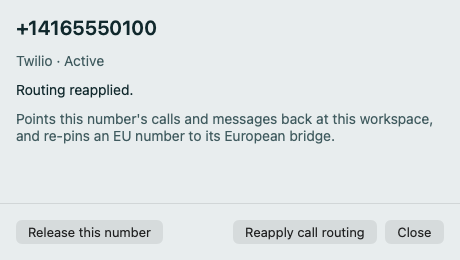 +14165550100
Twilio · Active
Routing reapplied.
Points this number's calls and messages back at this workspace,
and re-pins an EU number to its European bridge.
Release this number
Reapply call routing
Close